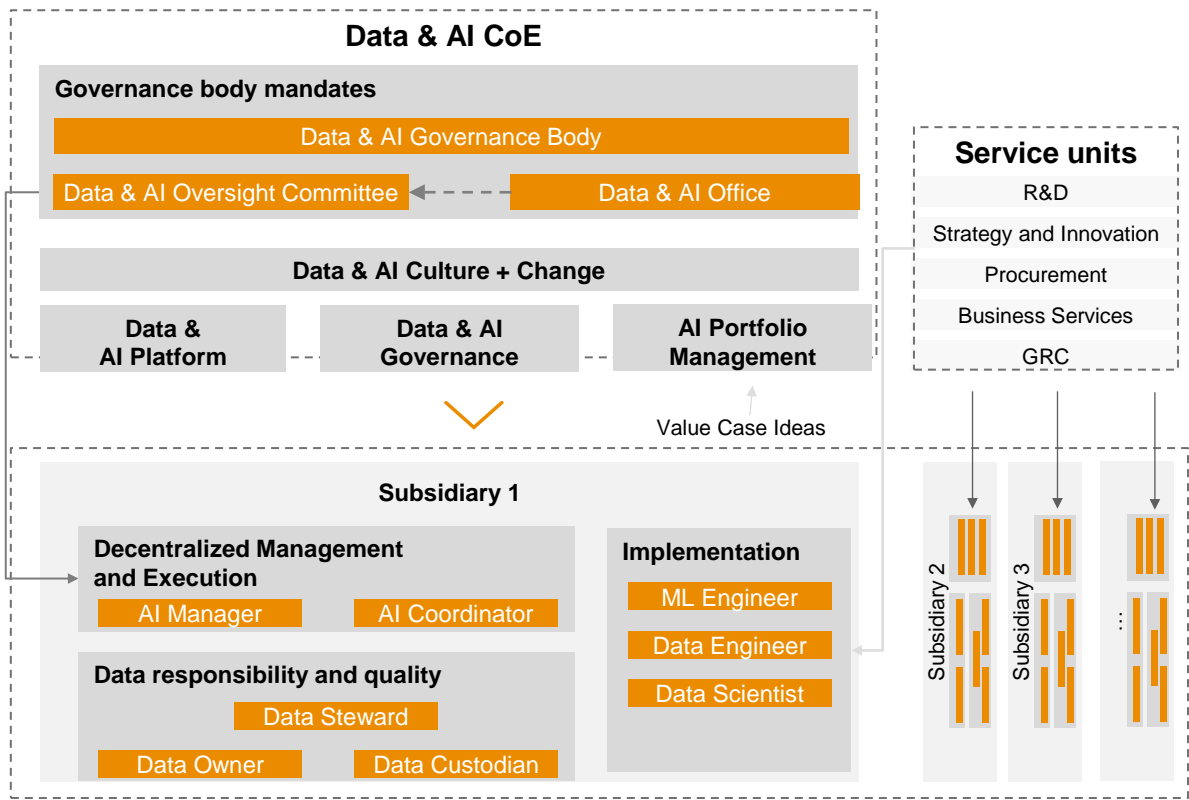 Data & AI CoE
Governance body mandates
Data & AI Governance Body
Data & AI Oversight Committee
Data & AI Office
Data & AI Culture + Change
Data &
AI Platform
Data & AI
Governance
AI Portfolio
Management
Value Case Ideas
Service units
R&D
Strategy and Innovation
Procurement
Business Services
GRC
Subsidiary 1
Decentralized Management
and Execution
AI Manager
AI Coordinator
Data responsibility and quality
Data Steward
Data Owner
Data Custodian
Implementation
ML Engineer
Data Engineer
Data Scientist
Subsidiary 2
Subsidiary 3
...